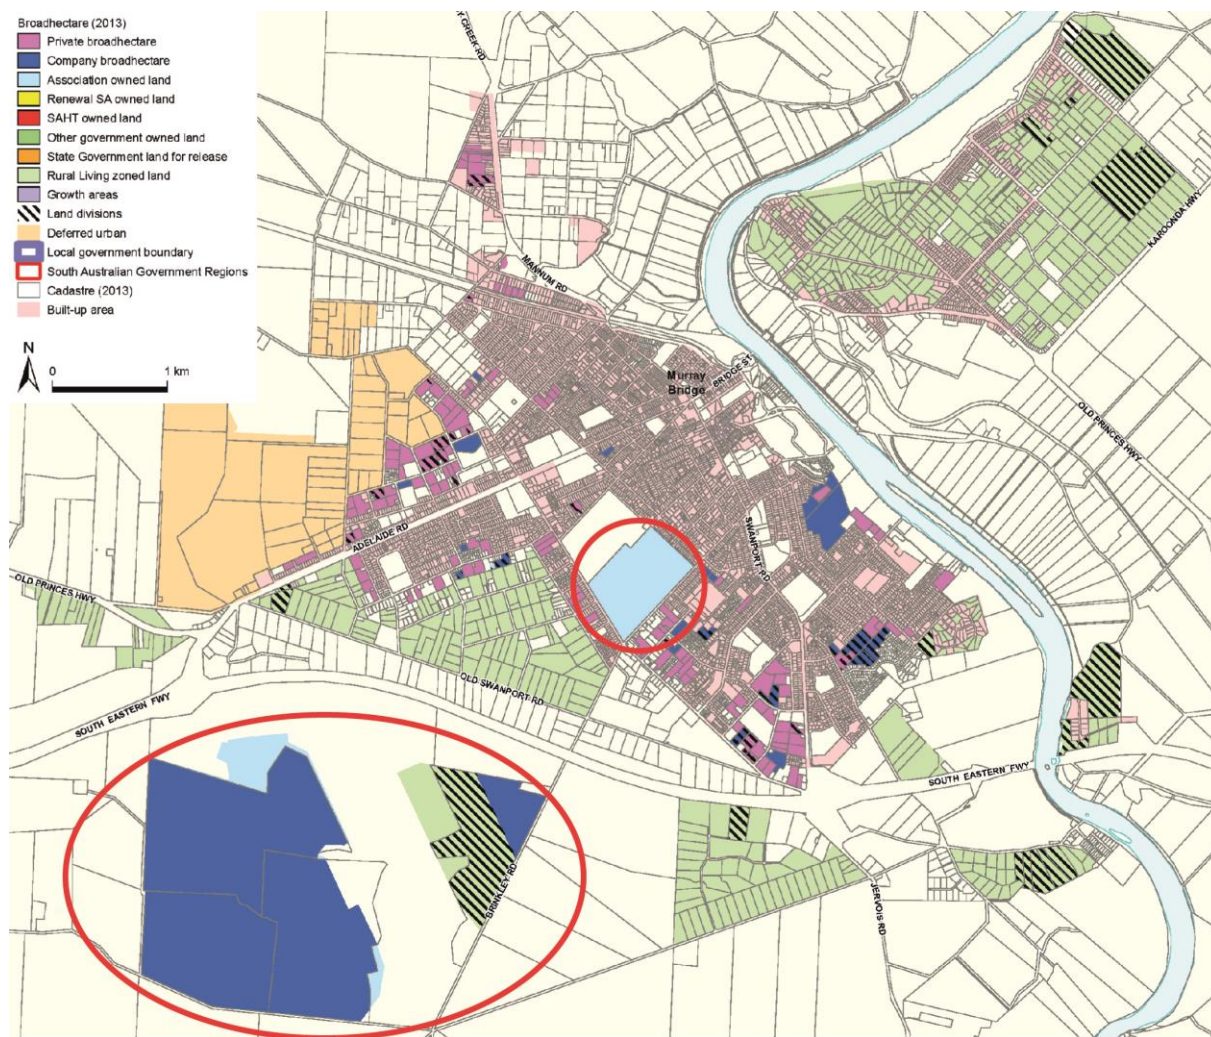 Broadhectare (2013)
Private broadhectare
Company broadhectare
Association owned land
Renewal SA owned land
SAHT owned land
Other government owned land
State Government land for release
Rural Living zoned land
Growth areas
Land divisions
Deferred urban
Local government boundary
South Australian Government Regions
Cadastre (2013)
Built-up area
N
0 1 km
CREEK RD
MANNUM RD
KAROONDA HWY
Murray
Bridge
BRIDGE ST
OLD PRINCES HWY
SWANPORT RD
ADELAIDE RD
OLD PRINCES HWY
OLD SWANPORT RD
SOUTH EASTERN FWY
SOUTH EASTERN FWY
BRINKLEY RD
JERVOIS RD